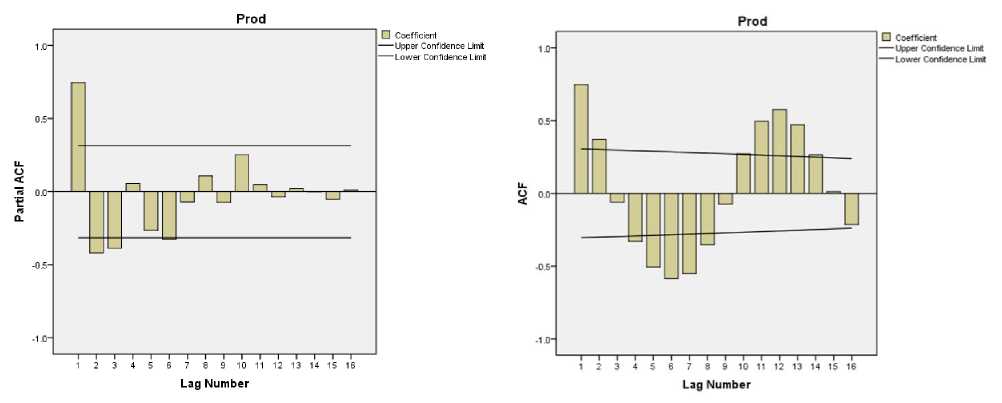 Prod
Coefficient
Upper Confidence Limit
Lower Confidence Limit
Partial ACF
1.0
0.5
0.0
-0.5
-1.0
1 2 3 4 5 6 7 8 9 10 11 12 13 14 15 16
Lag Number
Prod
Coefficient
Upper Confidence Limit
Lower Confidence Limit
ACF
1.0
0.5
0.0
-0.5
-1.0
1 2 3 4 5 6 7 8 9 10 11 12 13 14 15 16
Lag Number